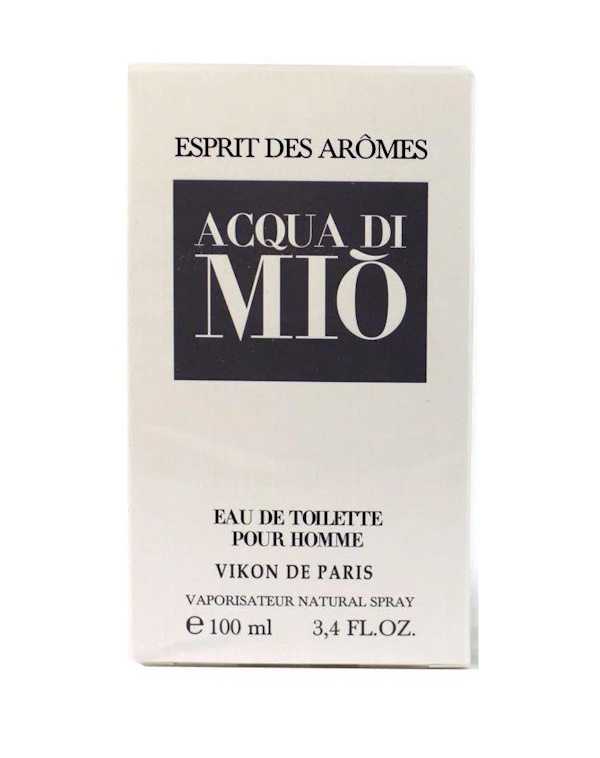 ESPRIT DES ARÔMES
ACQUA DI
MIÒ
EAU DE TOILETTE
POUR HOMME
VIKON DE PARIS
VAPORISATEUR NATURAL SPRAY
℮ 100 ml 3,4 FL.OZ.